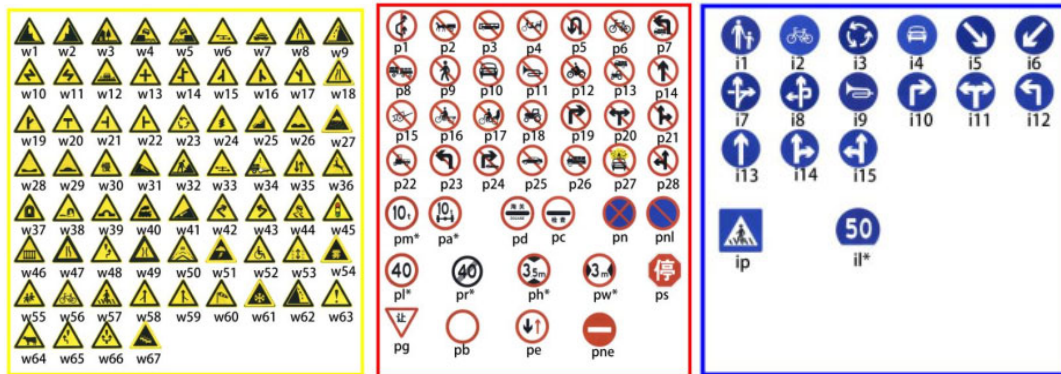 w1 w2 w3 w4 w5 w6 w7 w8 w9
w10 w11 w12 w13 w14 w15 w16 w17 w18
w19 w20 w21 w22 w23 w24 w25 w26 w27
w28 w29 w30 w31 w32 w33 w34 w35 w36
w37 w38 w39 w40 w41 w42 w43 w44 w45
w46 w47 w48 w49 w50 w51 w52 w53 w54
w55 w56 w57 w58 w59 w60 w61 w62 w63
w64 w65 w66 w67
p1 p2 p3 p4 p5 p6 p7
p8 p9 p10 p11 p12 p13 p14
p15 p16 p17 p18 p19 p20 p21
p22 p23 p24 p25 p26 p27 p28
10t 10t
pm* pa* pd pc pn pnl
40 40 3.5m 3m 停
pl* pr* ph* pw* ps
让
pg pb pe pne
i1 i2 i3 i4 i5 i6
i7 i8 i9 i10 i11 i12
i13 i14 i15
50
ip il*